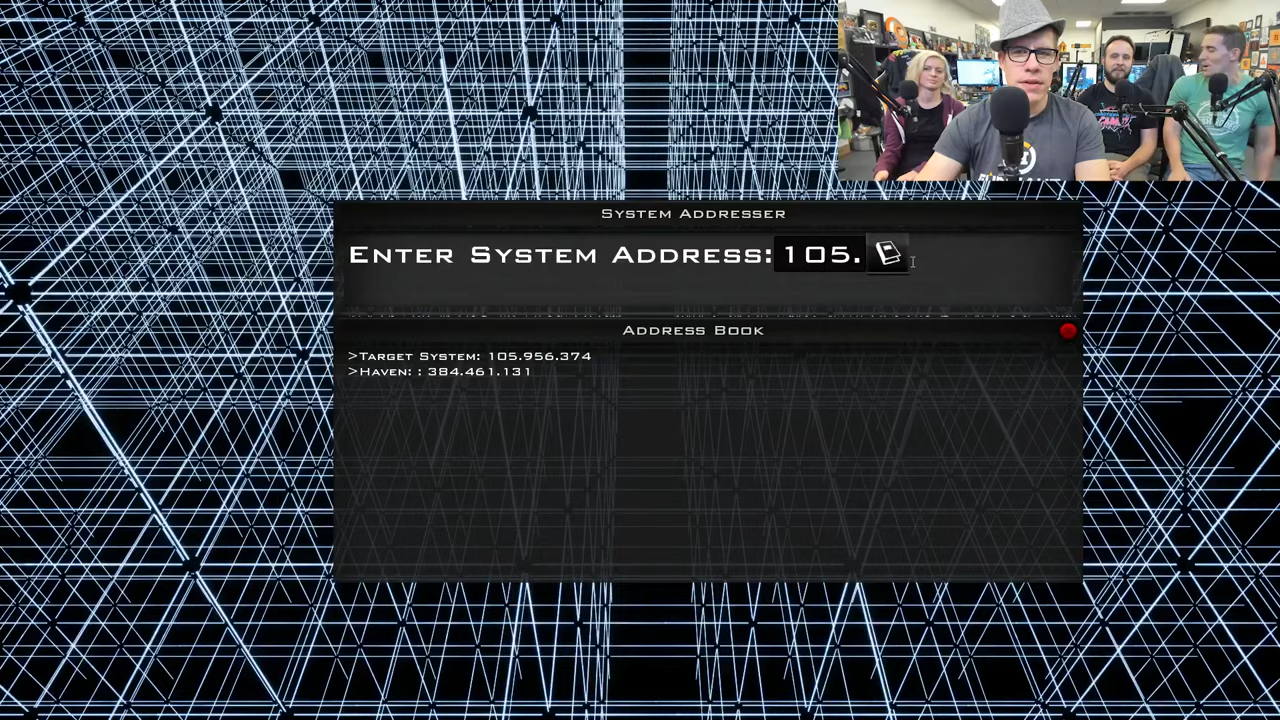 System Addresser
Enter System Address: 105.
Address Book
>Target System: 105.956.374
>Haven: : 384.461.131